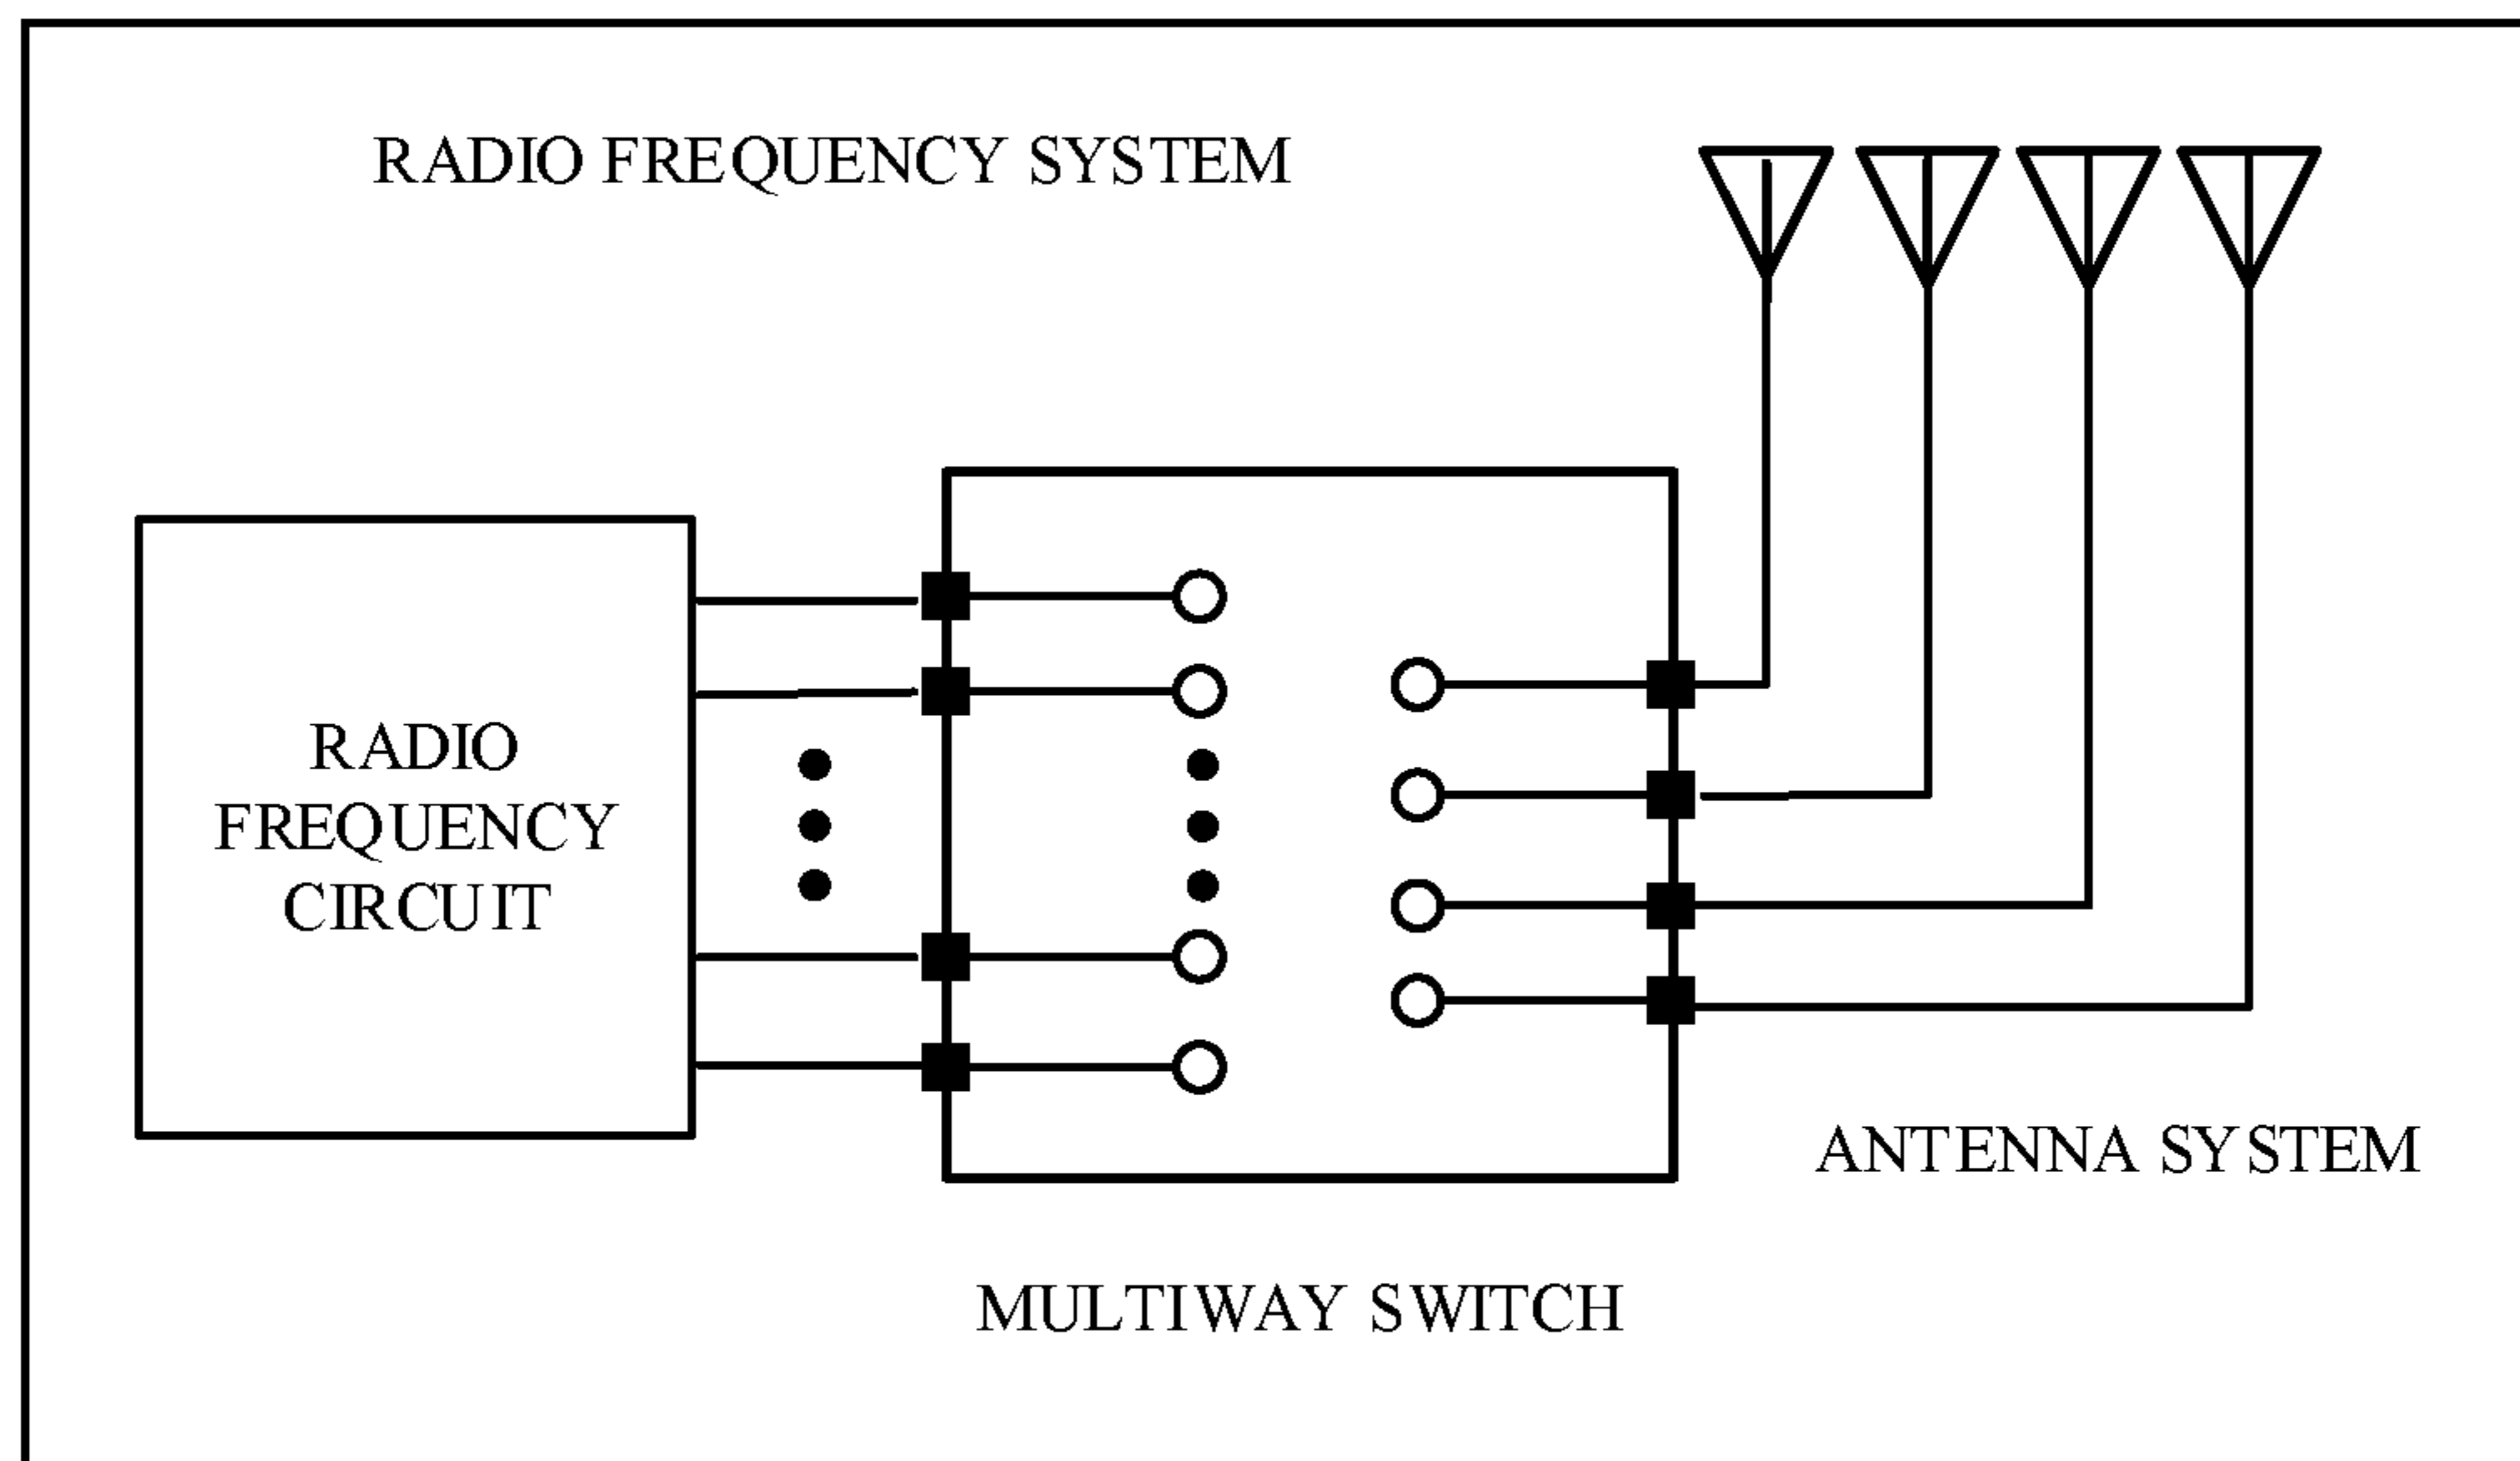 RADIO FREQUENCY SYSTEM
RADIO
FREQUENCY
CIRCUIT
ANTENNA SYSTEM
MULTIWAY SWITCH